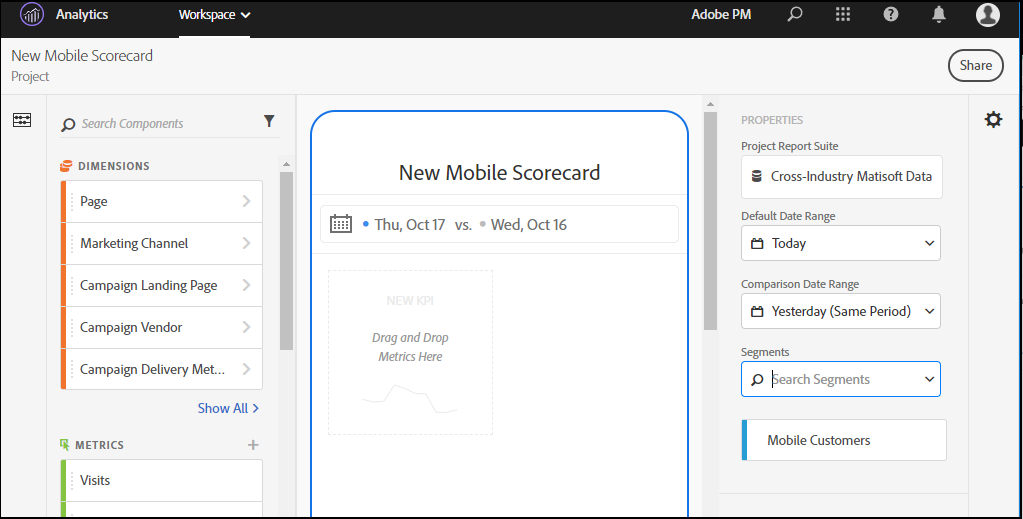 Analytics
Workspace
Adobe PM
New Mobile Scorecard
Project
Share
Search Components
DIMENSIONS
Page
Marketing Channel
Campaign Landing Page
Campaign Vendor
Campaign Delivery Met...
Show All
METRICS
Visits
New Mobile Scorecard
Thu, Oct 17 vs. Wed, Oct 16
NEW KPI
Drag and Drop
Metrics Here
PROPERTIES
Project Report Suite
Cross-Industry Matisoft Data
Default Date Range
Today
Comparison Date Range
Yesterday (Same Period)
Segments
Search Segments
Mobile Customers